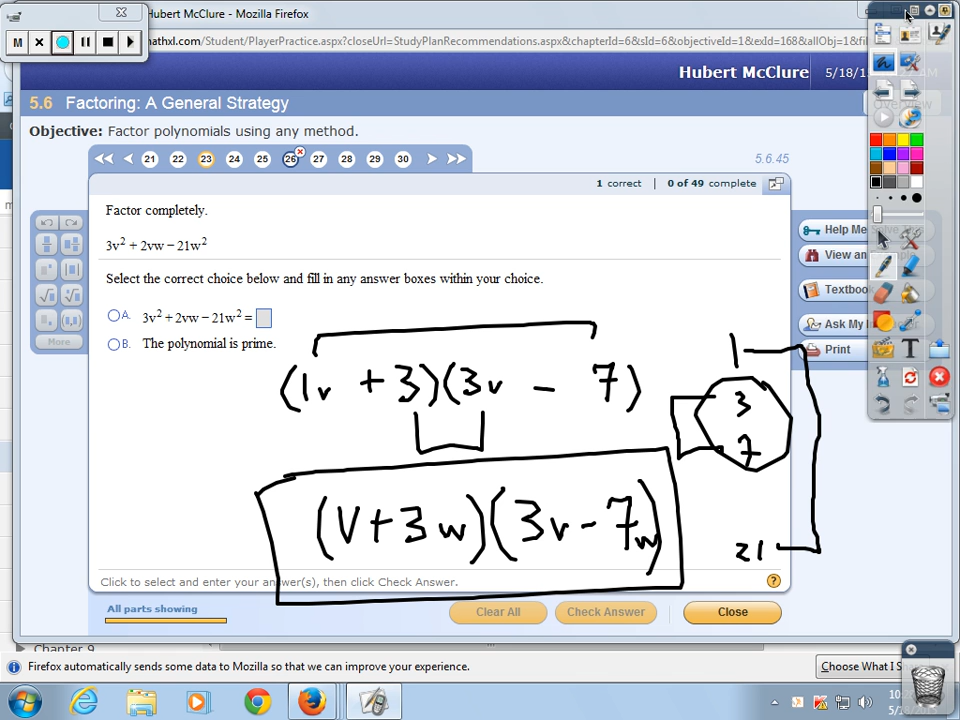 Hubert McClure - Mozilla Firefox
M
mathxl.com/Student/PlayerPractice.aspx?closeUrl=StudyPlanRecommendations.aspx&chapterId=6&sId=6&objectiveId=1&exId=168&allObj=1&fil
Hubert McClure 5/18/1
5.6 Factoring: A General Strategy
Overview
Objective: Factor polynomials using any method.
21 22 23 24 25 26 27 28 29 30
5.6.45
1 correct | 0 of 49 complete
Factor completely.
3v² + 2vw − 21w²
Select the correct choice below and fill in any answer boxes within your choice.
A. 3v² + 2vw − 21w² =
B. The polynomial is prime.
More
Help Me
View an
Textbook
Ask My
Print
(1v + 3)(3v − 7)
1
3
7
21
(V + 3w)(3v − 7w)
Click to select and enter your answer(s), then click Check Answer.
?
All parts showing
Clear All
Check Answer
Close
Chapter 9
Firefox automatically sends some data to Mozilla so that we can improve your experience.
Choose What I S
10:
5/18/